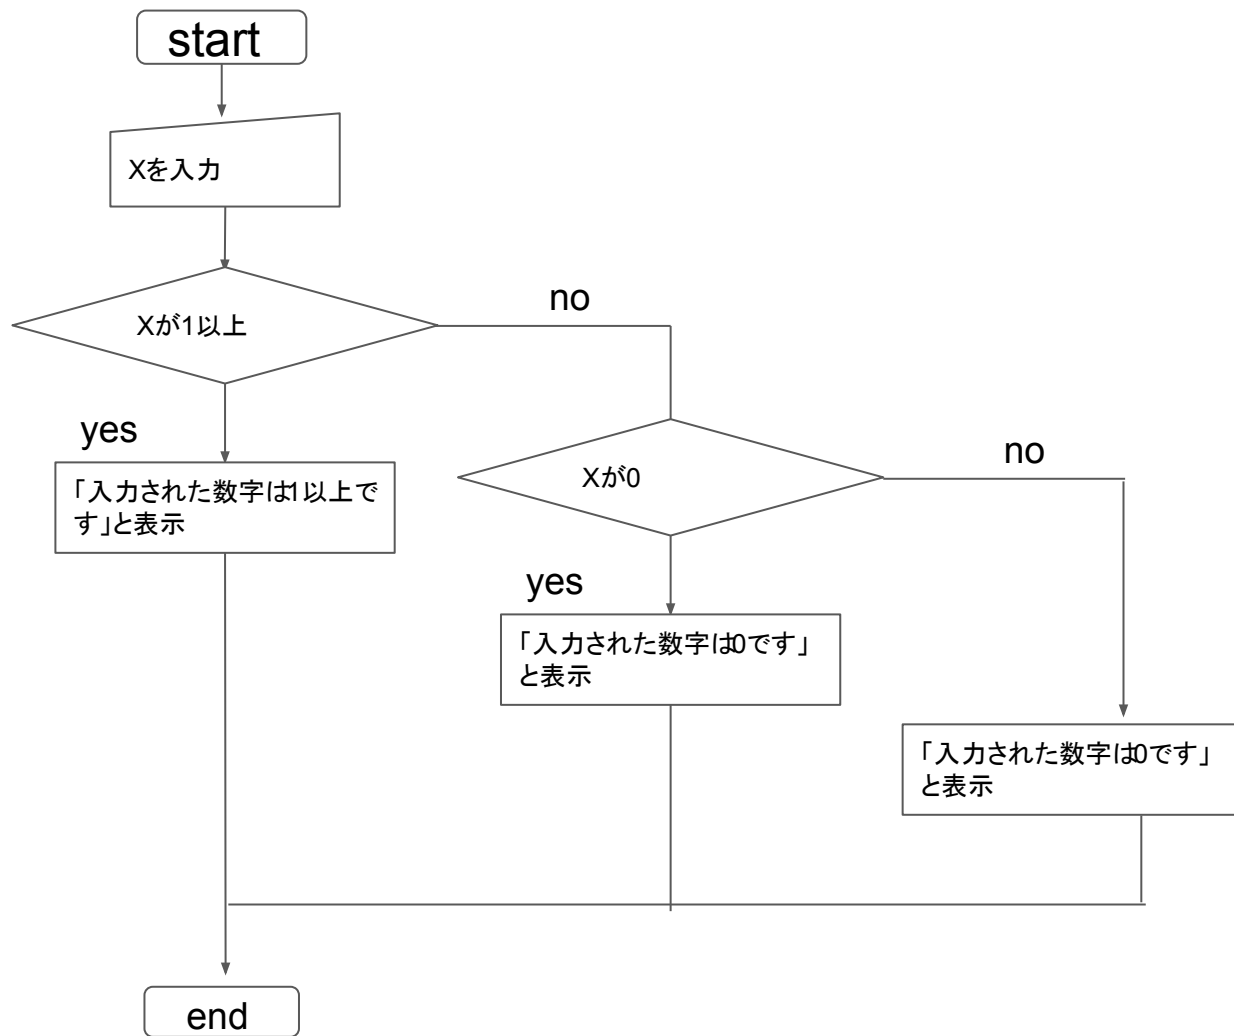 start
Xを入力
Xが1以上
no
yes
「入力された数字は1以上で
す」と表示
Xが0
no
yes
「入力された数字は0です」
と表示
「入力された数字は0です」
と表示
end